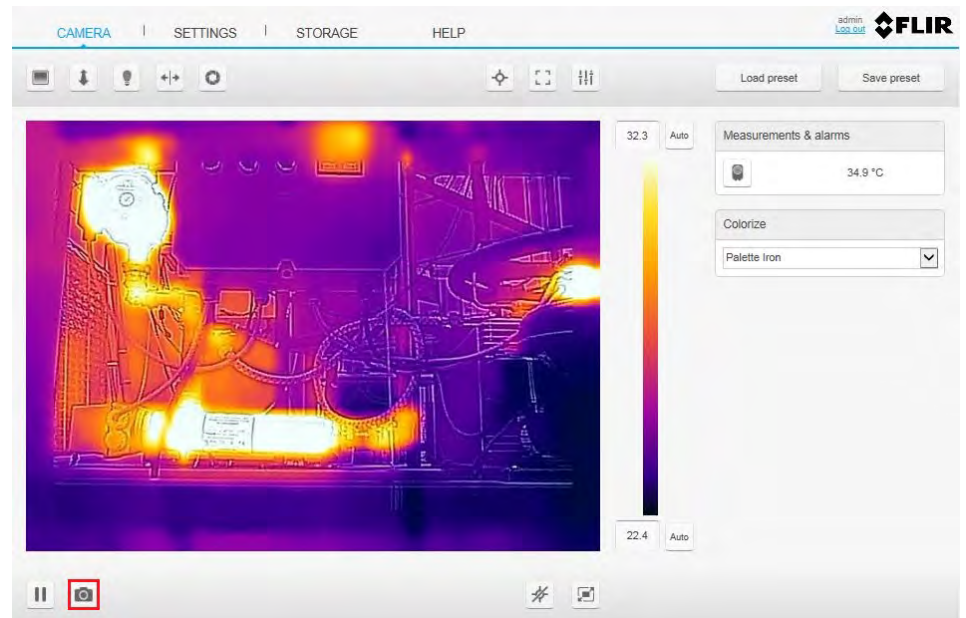 CAMERA | SETTINGS | STORAGE HELP
admin
Log out
FLIR
Load preset Save preset
32.3 Auto
Measurements & alarms
34.9 °C
Colorize
Palette Iron
22.4 Auto